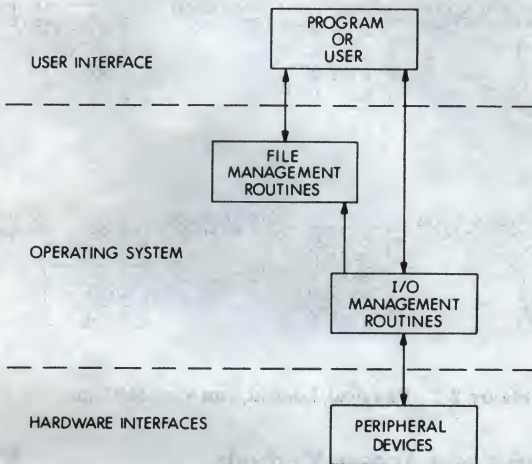 PROGRAM
OR
USER
USER INTERFACE
FILE
MANAGEMENT
ROUTINES
OPERATING SYSTEM
I/O
MANAGEMENT
ROUTINES
HARDWARE INTERFACES
PERIPHERAL
DEVICES